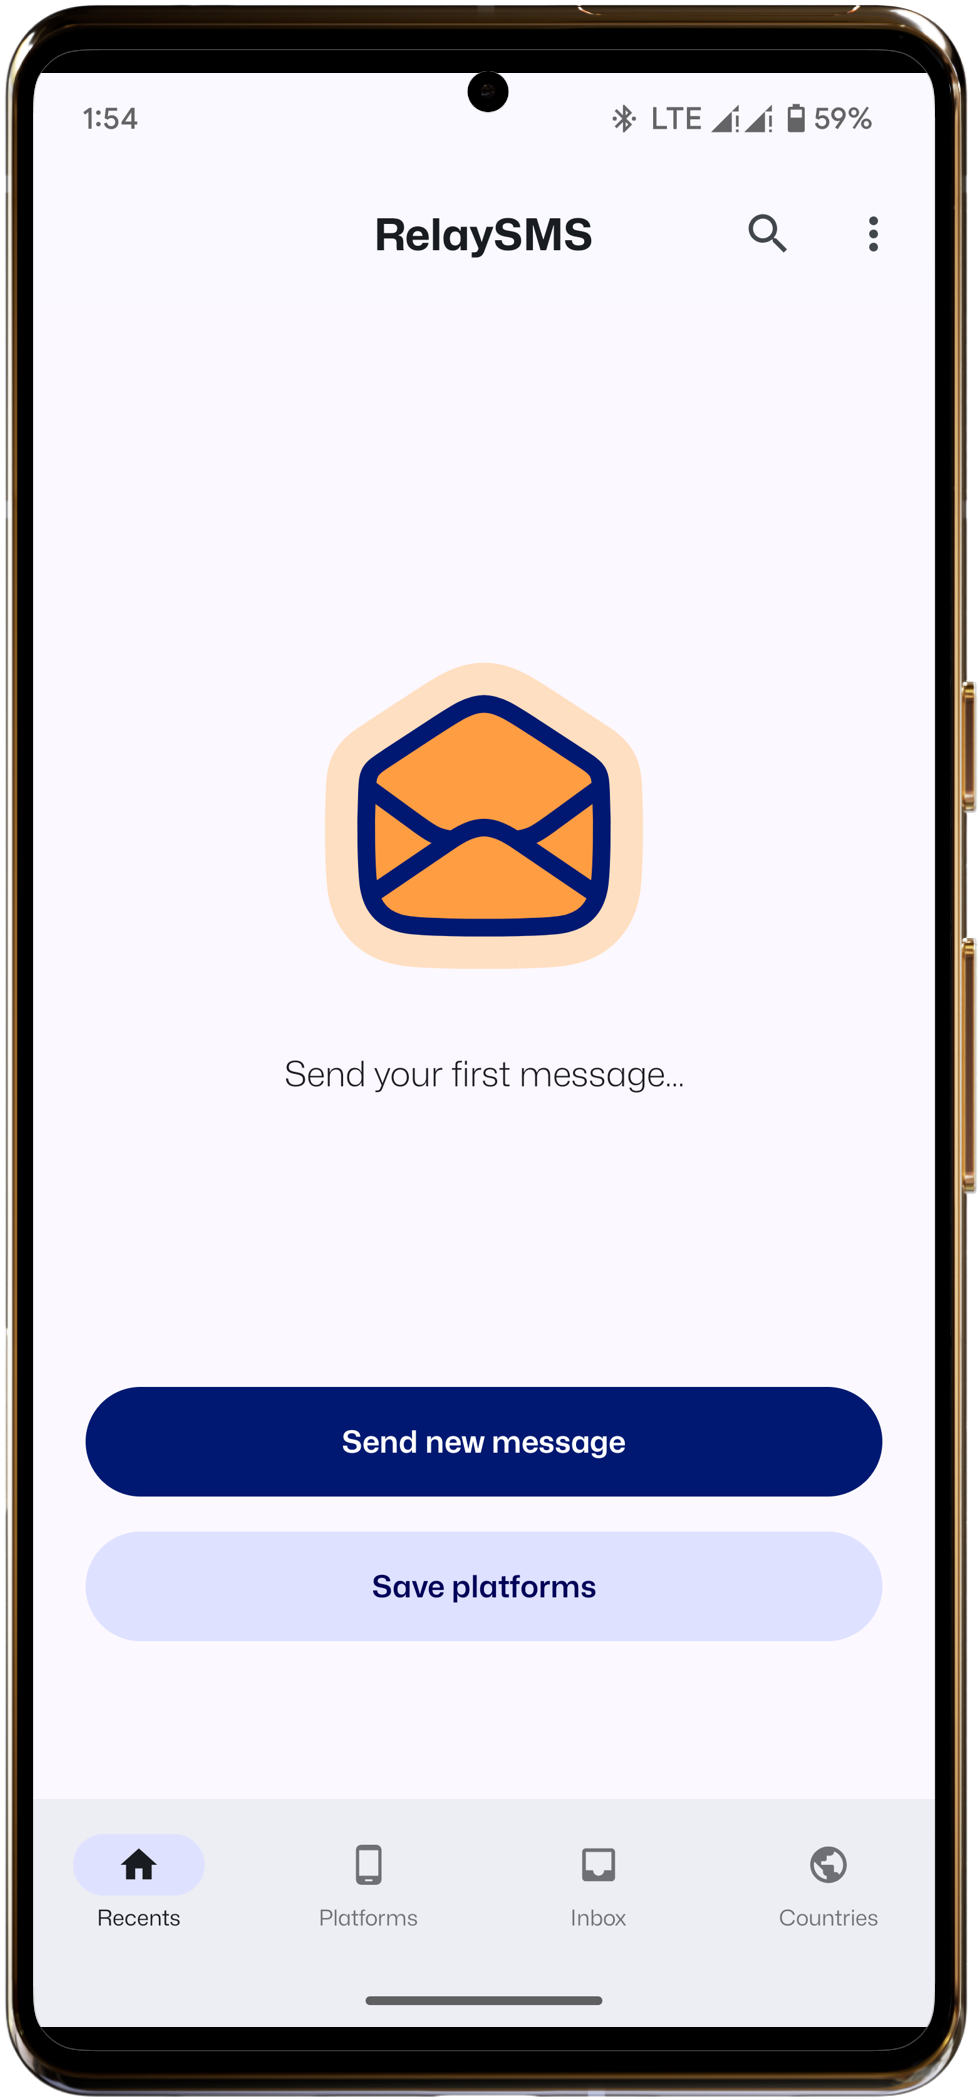 1:54
LTE 59%
RelaySMS
Send your first message...
Send new message
Save platforms
Recents
Platforms
Inbox
Countries